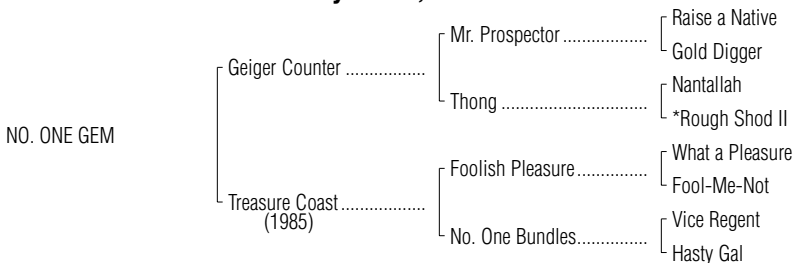 Raise a Native
Mr. Prospector ..................
Gold Digger
Geiger Counter .................
Nantallah
Thong ...............................
*Rough Shod II
NO. ONE GEM
What a Pleasure
Foolish Pleasure...............
Fool-Me-Not
Treasure Coast..................
(1985)
Vice Regent
No. One Bundles...............
Hasty Gal